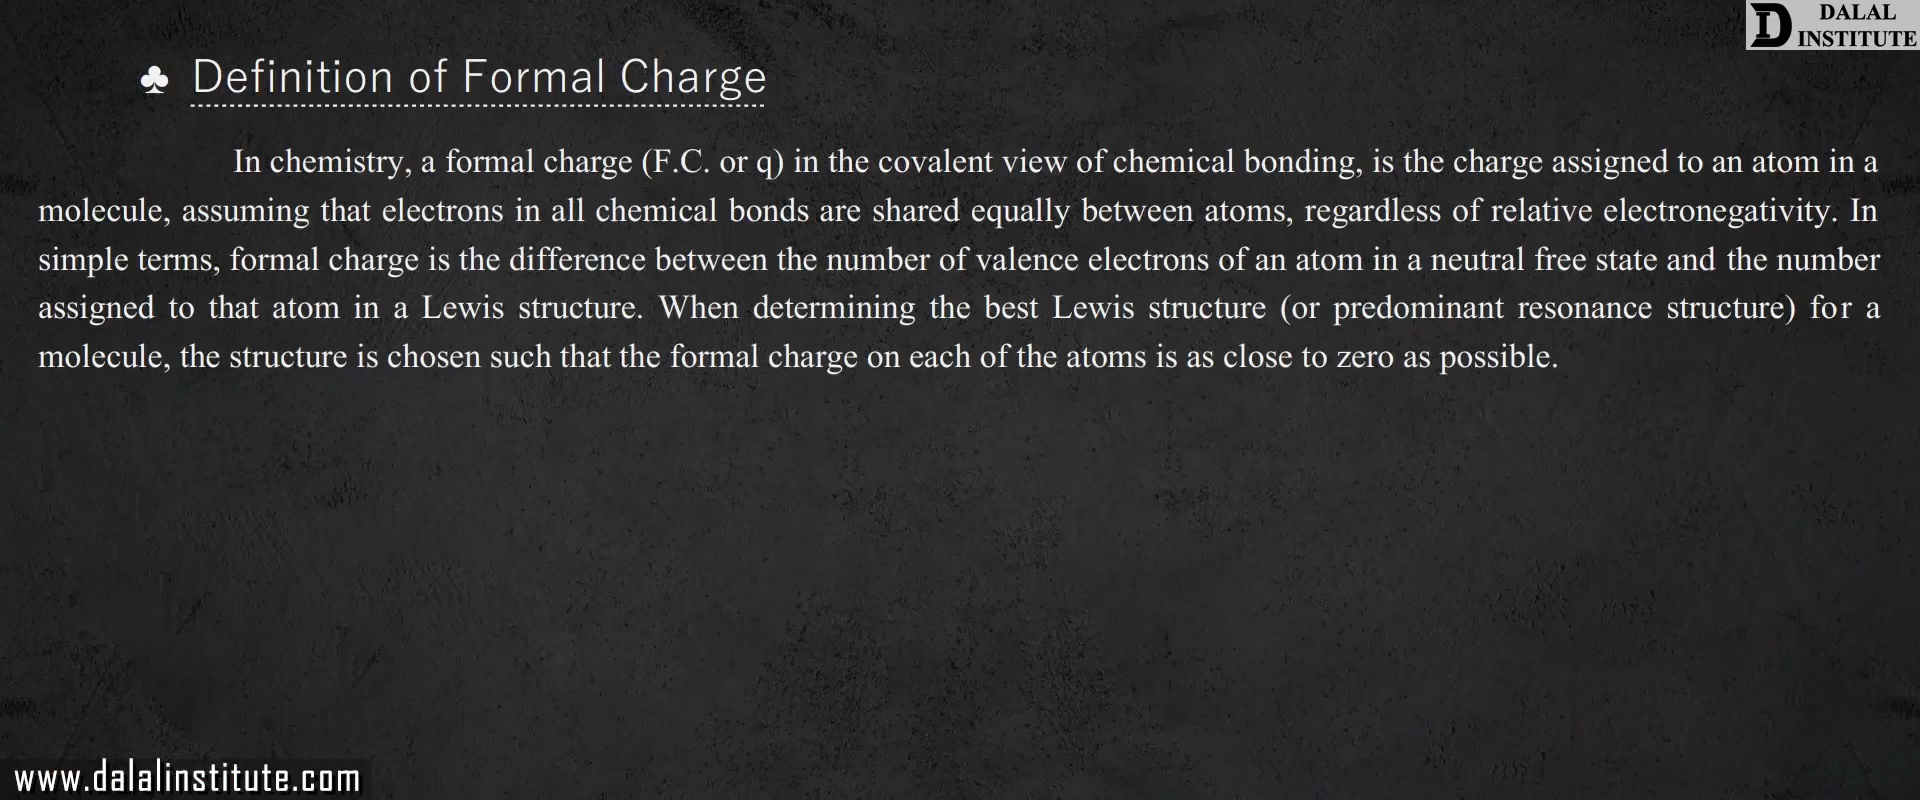 DALAL
INSTITUTE
♣ Definition of Formal Charge
In chemistry, a formal charge (F.C. or q) in the covalent view of chemical bonding, is the charge assigned to an atom in a
molecule, assuming that electrons in all chemical bonds are shared equally between atoms, regardless of relative electronegativity. In
simple terms, formal charge is the difference between the number of valence electrons of an atom in a neutral free state and the number
assigned to that atom in a Lewis structure. When determining the best Lewis structure (or predominant resonance structure) for a
molecule, the structure is chosen such that the formal charge on each of the atoms is as close to zero as possible.
www.dalalinstitute.com